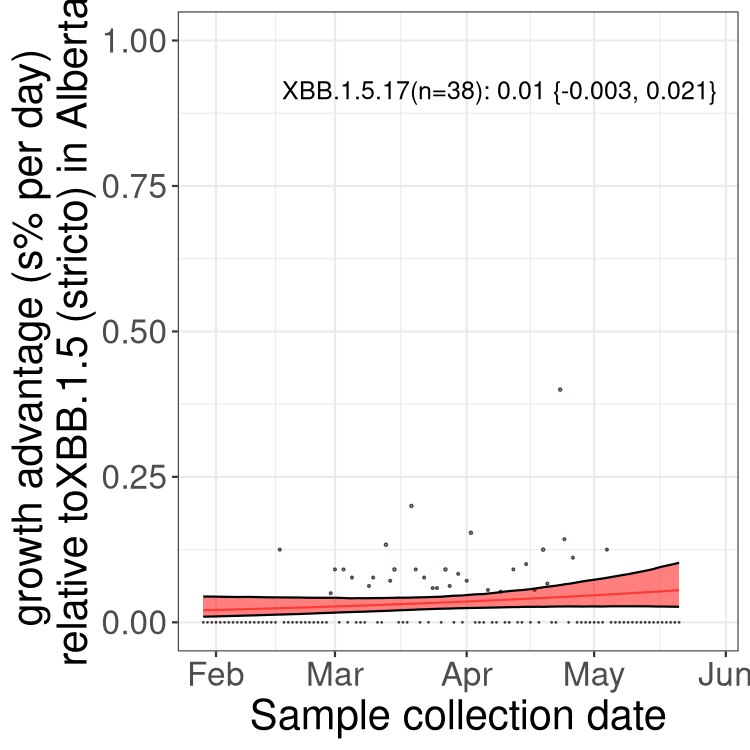 growth advantage (s% per day)
relative toXBB.1.5 (stricto) in Alberta
1.00
0.75
0.50
0.25
0.00
XBB.1.5.17(n=38): 0.01 {-0.003, 0.021}
Feb Mar Apr May Jun
Sample collection date